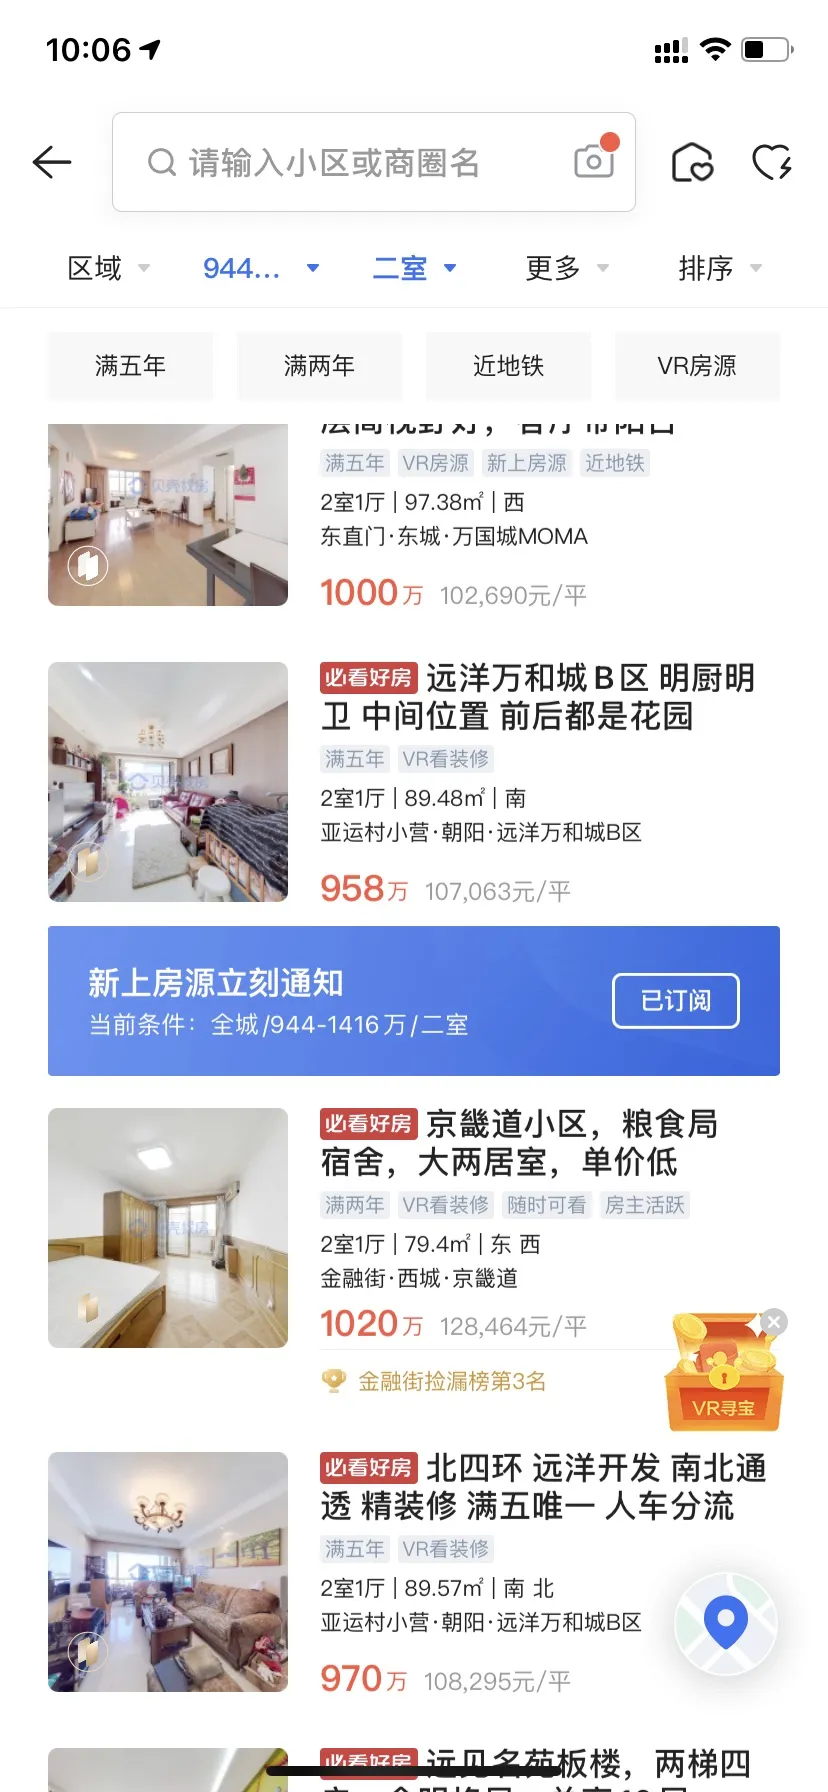 10:06
请输入小区或商圈名
区域 944... 二室 更多 排序
满五年 满两年 近地铁 VR房源
层高视野好，客厅带阳台
满五年 VR房源 新上房源 近地铁
2室1厅 | 97.38㎡ | 西
东直门·东城·万国城MOMA
1000万 102,690元/平
贝壳找房
必看好房 远洋万和城B区 明厨明
卫 中间位置 前后都是花园
满五年 VR看装修
2室1厅 | 89.48㎡ | 南
亚运村小营·朝阳·远洋万和城B区
958万 107,063元/平
新上房源立刻通知
当前条件：全城/944-1416万/二室
已订阅
必看好房 京畿道小区，粮食局
宿舍，大两居室，单价低
满两年 VR看装修 随时可看 房主活跃
2室1厅 | 79.4㎡ | 东 西
金融街·西城·京畿道
1020万 128,464元/平
金融街捡漏榜第3名
VR寻宝
必看好房 北四环 远洋开发 南北通
透 精装修 满五唯一 人车分流
满五年 VR看装修
2室1厅 | 89.57㎡ | 南 北
亚运村小营·朝阳·远洋万和城B区
970万 108,295元/平
必看好房 远见名苑板楼，两梯四